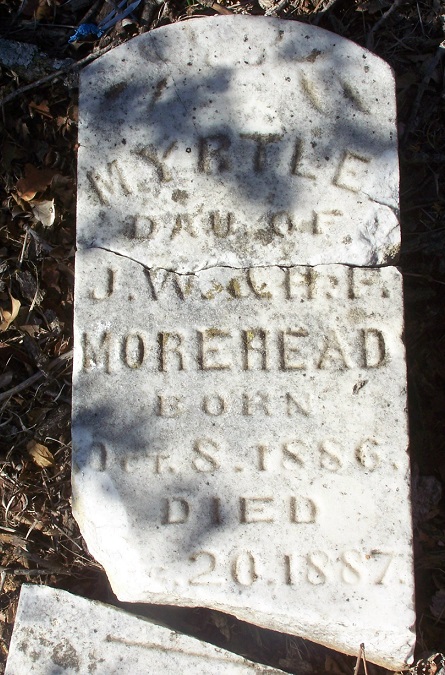 MYRTLE
DAU. OF
J.W. & H.F.
MOREHEAD
BORN
Oct. 8. 1886.
DIED
20. 1887.